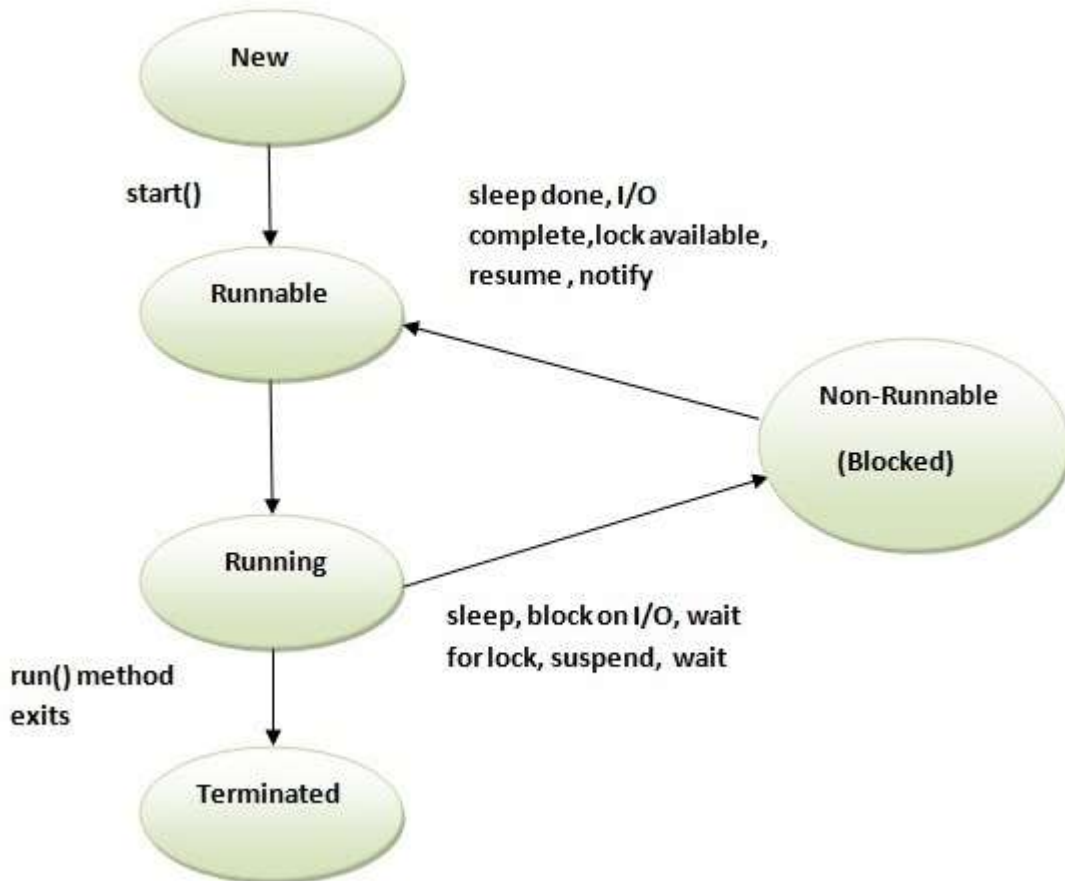 New
start()
sleep done, I/O
complete,lock available,
resume , notify
Runnable
Non-Runnable
(Blocked)
Running
sleep, block on I/O, wait
for lock, suspend, wait
run() method
exits
Terminated